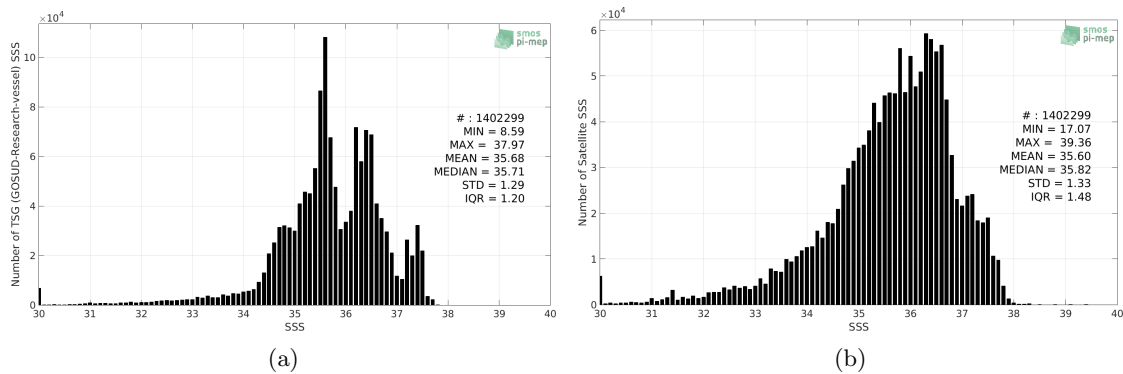 ×10⁴
smos
pi-mep
Number of TSG (GOSUD-Research-vessel) SSS
10
8
6
4
2
0
# : 1402299
MIN = 8.59
MAX = 37.97
MEAN = 35.68
MEDIAN = 35.71
STD = 1.29
IQR = 1.20
30 31 32 33 34 35 36 37 38 39 40
SSS
(a)
×10⁴
smos
pi-mep
Number of Satellite SSS
6
5
4
3
2
1
0
# : 1402299
MIN = 17.07
MAX = 39.36
MEAN = 35.60
MEDIAN = 35.82
STD = 1.33
IQR = 1.48
30 31 32 33 34 35 36 37 38 39 40
SSS
(b)